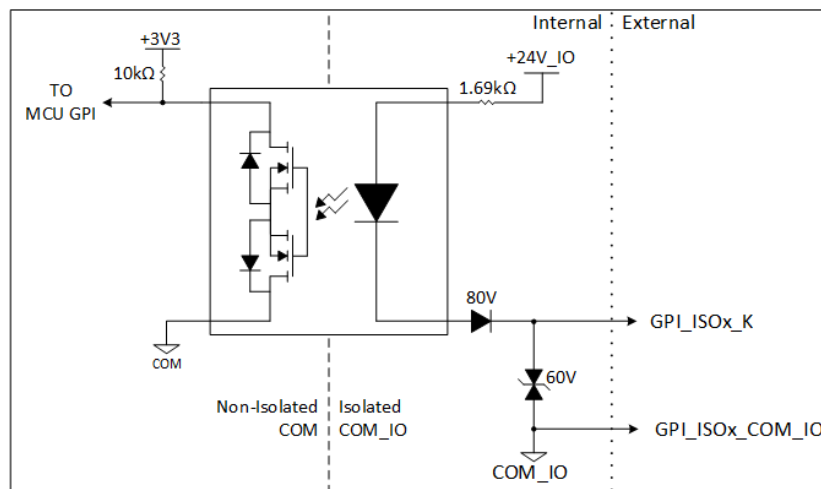 Internal
External
+3V3
+24V_IO
10kΩ
1.69kΩ
TO
MCU GPI
80V
GPI_ISOx_K
COM
60V
Non-Isolated
COM
Isolated
COM_IO
GPI_ISOx_COM_IO
COM_IO